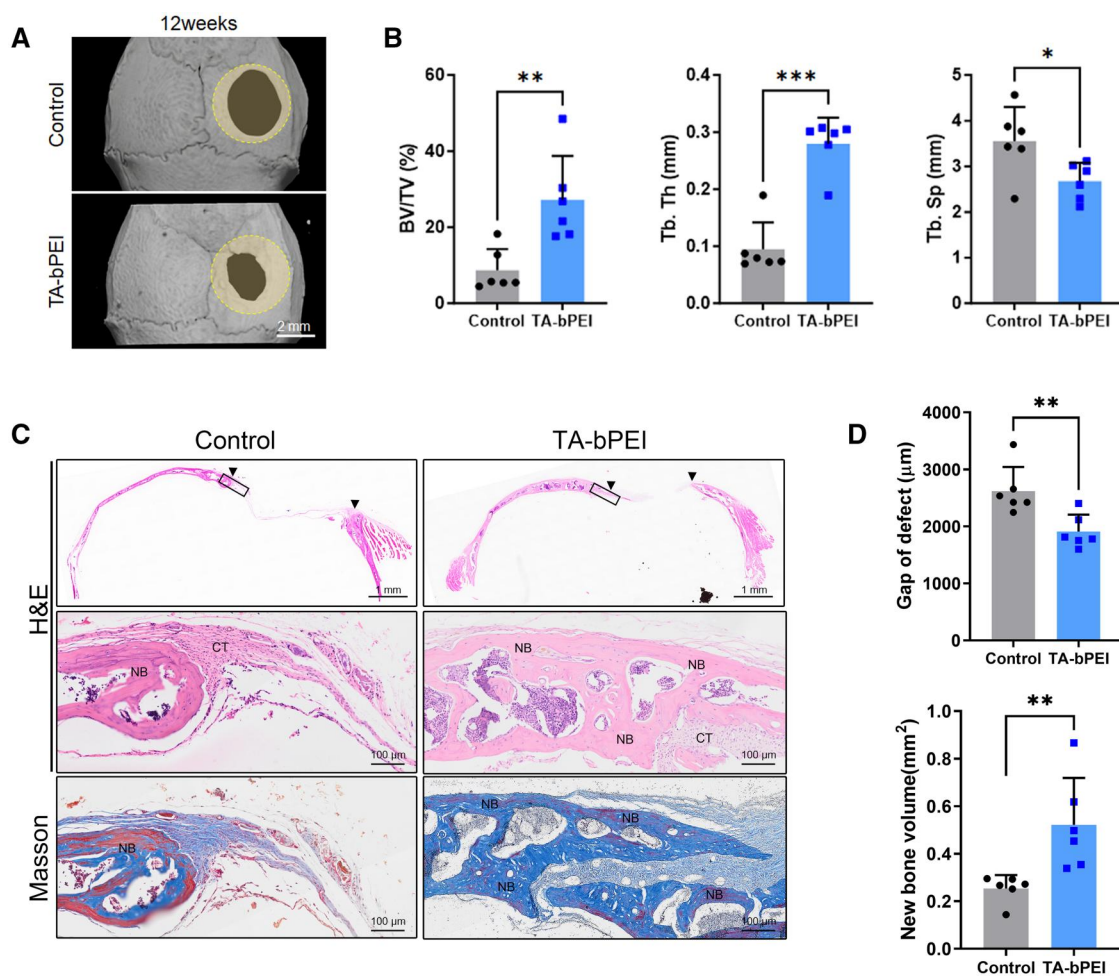 A
12weeks
Control
TA-bPEI
2 mm
B
**
BV/TV (%)
60
40
20
0
Control TA-bPEI
***
Tb. Th (mm)
0.4
0.3
0.2
0.1
0.0
Control TA-bPEI
*
Tb. Sp (mm)
5
4
3
2
1
0
Control TA-bPEI
C
Control
TA-bPEI
H&E
1 mm
1 mm
NB
CT
100 µm
NB
NB
NB
CT
100 µm
Masson
NB
100 µm
NB
NB
NB
NB
100 µm
D
**
Gap of defect (µm)
4000
3000
2000
1000
0
Control TA-bPEI
**
New bone volume(mm²)
1.0
0.8
0.6
0.4
0.2
0.0
Control TA-bPEI